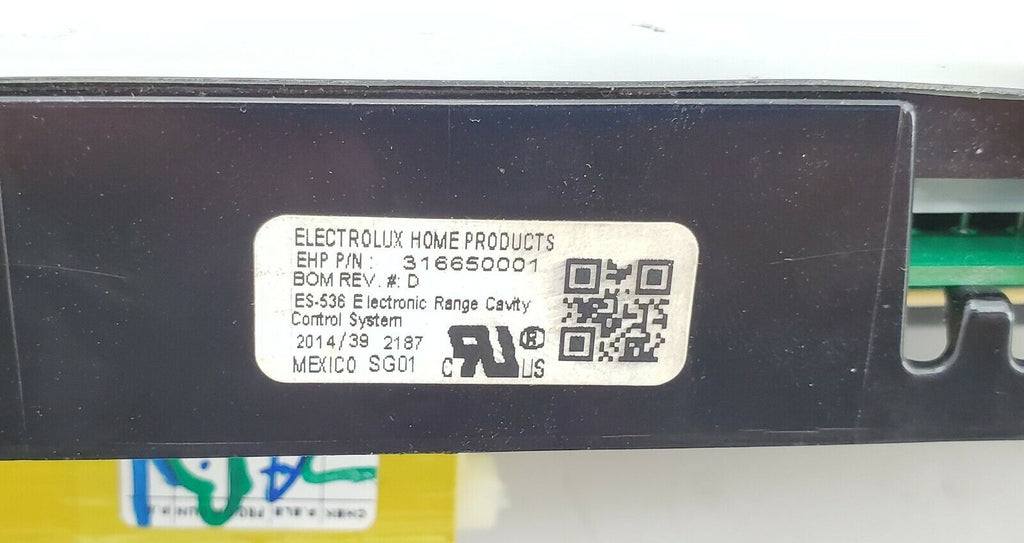 ELECTROLUX HOME PRODUCTS
EHP P/N: 316650001
BOM REV. #: D
ES-536 Electronic Range Cavity
Control System
2014/39 2187
MEXICO SG01
C RU ® US